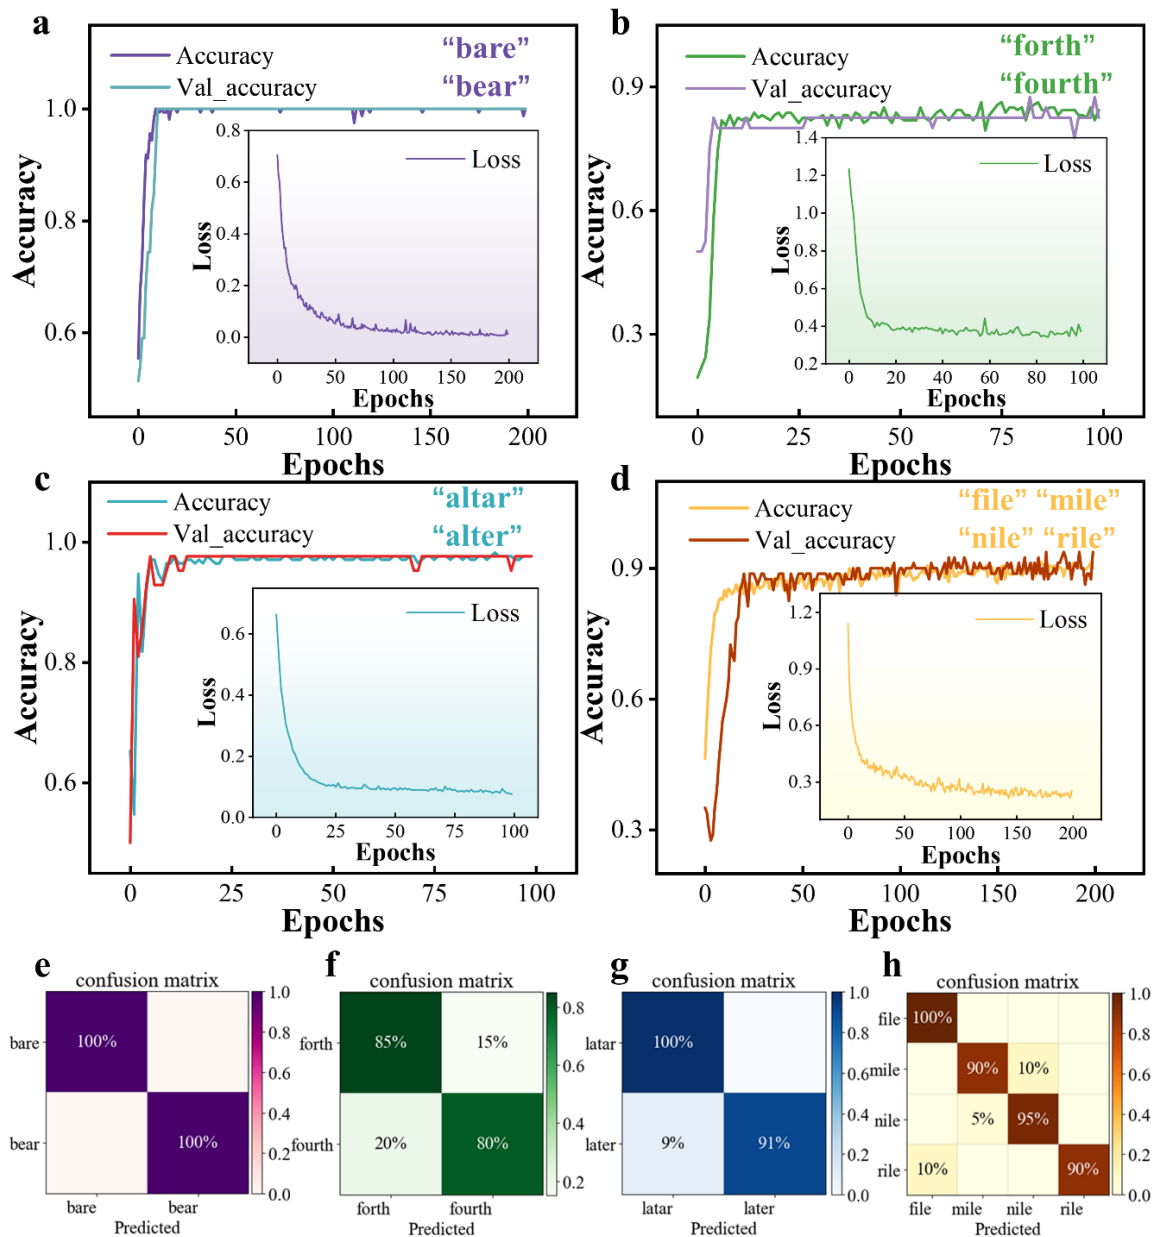 a
Accuracy
Val_accuracy
“bare”
“bear”
1.0
0.8
0.6
Accuracy
0 50 100 150 200
Epochs
Loss
0.8
0.6
0.4
0.2
0.0
Loss
0 50 100 150 200
Epochs
b
Accuracy
Val_accuracy
“forth”
“fourth”
0.9
0.6
0.3
Accuracy
0 25 50 75 100
Epochs
Loss
1.4
1.2
1.0
0.8
0.6
0.4
0.2
Loss
0 20 40 60 80 100
Epochs
c
Accuracy
Val_accuracy
“altar”
“alter”
1.0
0.8
0.6
Accuracy
0 25 50 75 100
Epochs
Loss
0.6
0.4
0.2
0.0
Loss
0 25 50 75 100
Epochs
d
Accuracy
Val_accuracy
“file” “mile”
“nile” “rile”
0.9
0.6
0.3
Accuracy
0 50 100 150 200
Epochs
Loss
1.2
0.9
0.6
0.3
Loss
0 50 100 150 200
Epochs
e
confusion matrix
bare
100%
bear
100%
bare bear
Predicted
1.0
0.8
0.6
0.4
0.2
0.0
f
confusion matrix
forth
85% 15%
fourth
20% 80%
forth fourth
Predicted
0.8
0.6
0.4
0.2
g
confusion matrix
latar
100%
later
9% 91%
latar later
Predicted
1.0
0.8
0.6
0.4
0.2
0.0
h
confusion matrix
file
100%
mile
90% 10%
nile
5% 95%
rile
10% 90%
file mile nile rile
Predicted
1.0
0.8
0.6
0.4
0.2
0.0